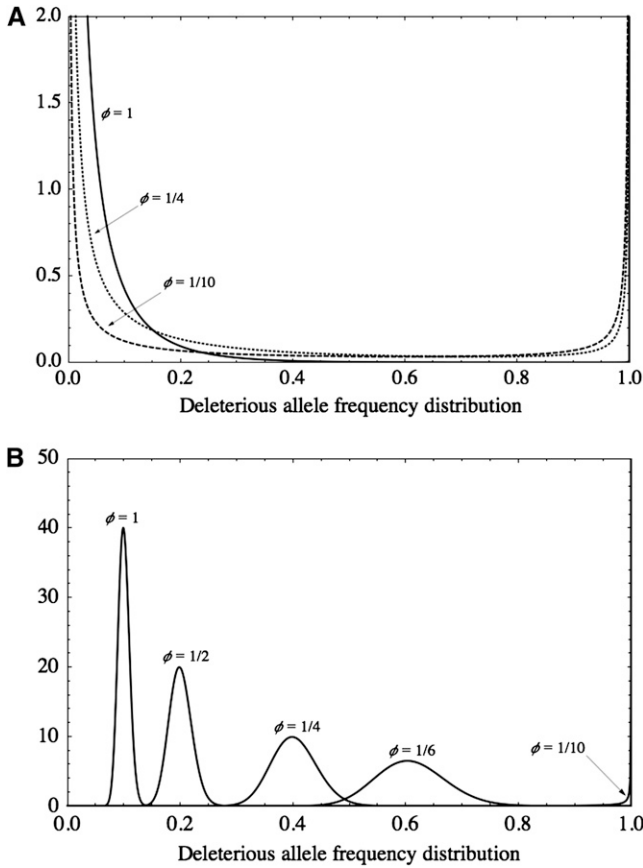 A
2.0
1.5
1.0
0.5
0.0
ϕ = 1
ϕ = 1/4
ϕ = 1/10
0.0 0.2 0.4 0.6 0.8 1.0
Deleterious allele frequency distribution
B
50
40
30
20
10
0
ϕ = 1
ϕ = 1/2
ϕ = 1/4
ϕ = 1/6
ϕ = 1/10
0.0 0.2 0.4 0.6 0.8 1.0
Deleterious allele frequency distribution